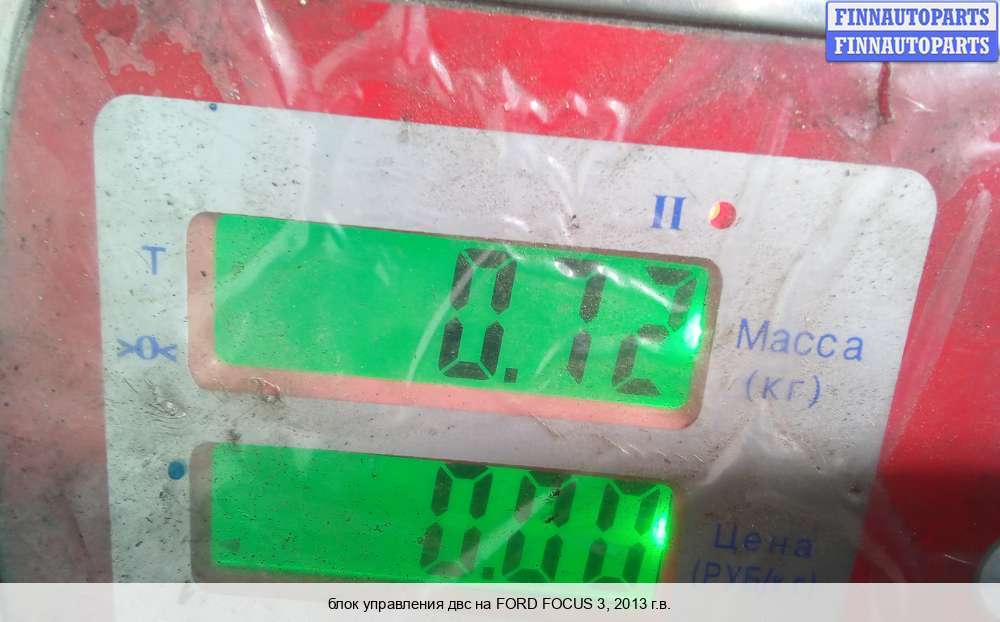 FINNAUTOPARTS
FINNAUTOPARTS
II
T
0.72
>0<
Масса
(кг)
0.00
Цена
блок управления двс на FORD FOCUS 3, 2013 г.в.